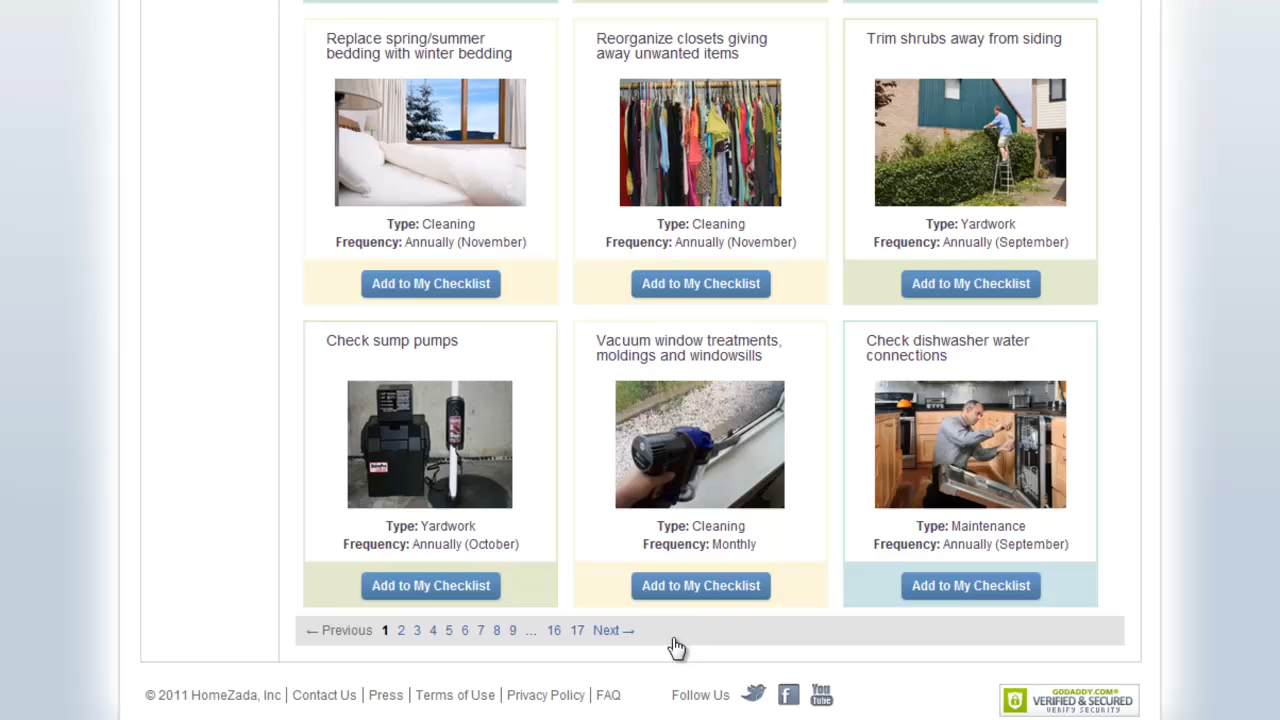 Replace spring/summer
bedding with winter bedding
Type: Cleaning
Frequency: Annually (November)
Add to My Checklist
Reorganize closets giving
away unwanted items
Type: Cleaning
Frequency: Annually (November)
Add to My Checklist
Trim shrubs away from siding
Type: Yardwork
Frequency: Annually (September)
Add to My Checklist
Check sump pumps
Type: Yardwork
Frequency: Annually (October)
Add to My Checklist
Vacuum window treatments,
moldings and windowsills
Type: Cleaning
Frequency: Monthly
Add to My Checklist
Check dishwasher water
connections
Type: Maintenance
Frequency: Annually (September)
Add to My Checklist
← Previous 1 2 3 4 5 6 7 8 9 ... 16 17 Next →
© 2011 HomeZada, Inc | Contact Us | Press | Terms of Use | Privacy Policy | FAQ
Follow Us
You
Tube
GODADDY.COM®
VERIFIED & SECURED
VERIFY SECURITY